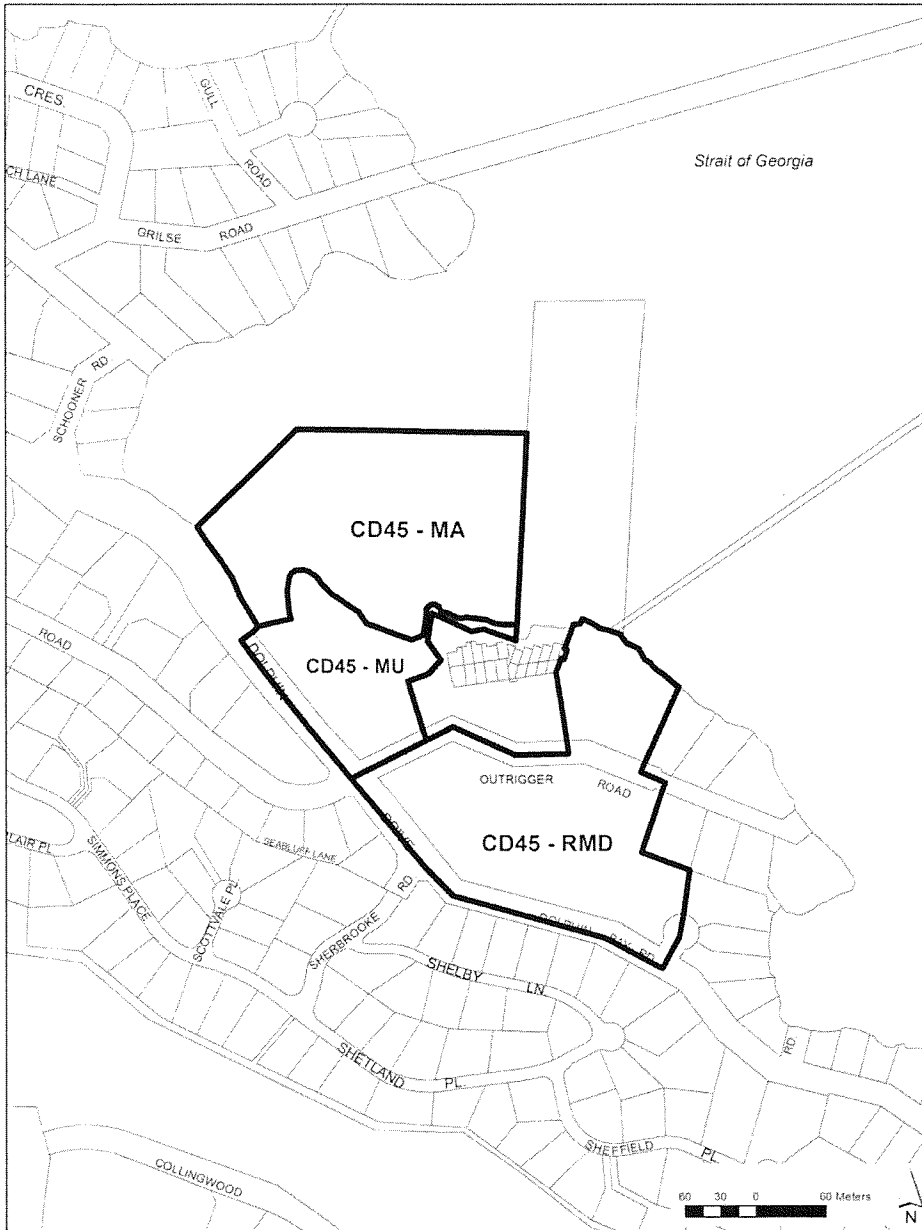 CRES.
GULL
ROAD
CH LANE
GRILSE ROAD
Strait of Georgia
SCHOONER RD
CD45 - MA
ROAD
DOLPHIN
CD45 - MU
OUTRIGGER ROAD
DRIVE
CD45 - RMD
LAIR PL
SIMMONS PLACE
SEABLUFF LANE
SCOTTVALE PL
SHERBROOKE RD
DOLPHIN BAY RD
SHELBY LN
SHETLAND PL
RD
SHEFFIELD PL
COLLINGWOOD
60 30 0 60 Meters
N